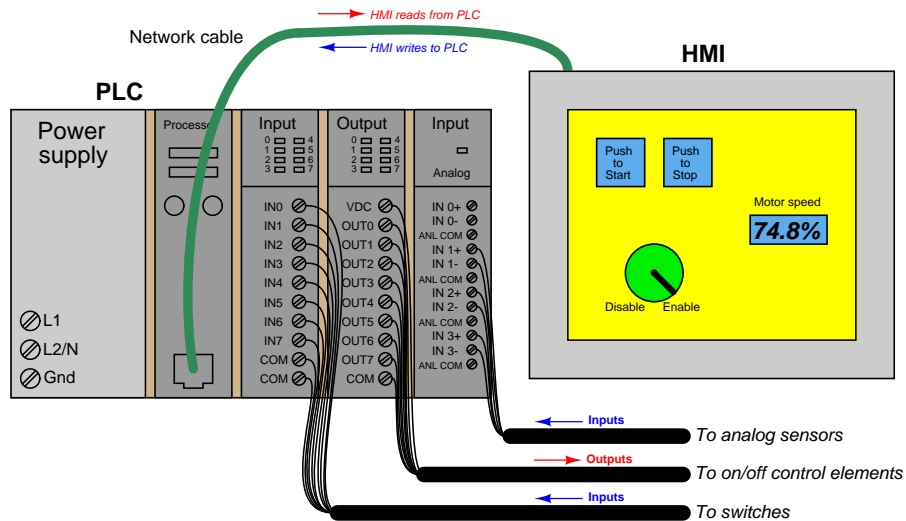 HMI reads from PLC
Network cable
HMI writes to PLC
HMI
PLC
Power
supply
Processor
Input
0 4
1 5
2 6
3 7
Output
0 4
1 5
2 6
3 7
Input
Analog
IN0
IN1
IN2
IN3
IN4
IN5
IN6
IN7
COM
COM
VDC
OUT0
OUT1
OUT2
OUT3
OUT4
OUT5
OUT6
OUT7
COM
IN 0+
IN 0-
ANL COM
IN 1+
IN 1-
ANL COM
IN 2+
IN 2-
ANL COM
IN 3+
IN 3-
ANL COM
L1
L2/N
Gnd
Push
to
Start
Push
to
Stop
Motor speed
74.8%
Disable
Enable
Inputs
To analog sensors
Outputs
To on/off control elements
Inputs
To switches